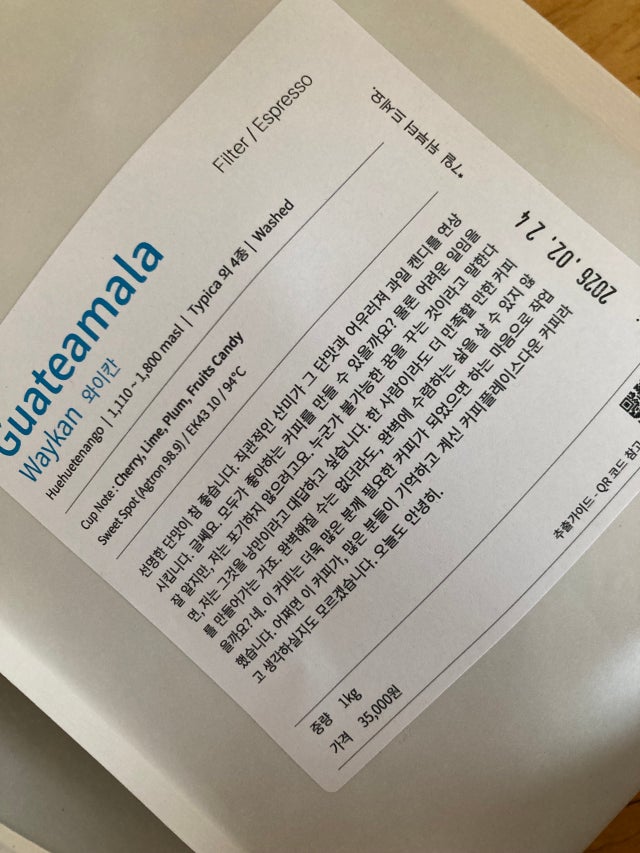 Guateamala
Waykan 와이칸
Filter / Espresso
Huehuetenango | 1,110 ~ 1,800 masl | Typica 외 4종 | Washed
Cup Note : Cherry, Lime, Plum, Fruits Candy
Sweet Spot (Agtron 98.9) / EK43 10 / 94°C
*7일 뒤부터 드세요.
선명한 단맛이 참 좋습니다. 직관적인 산미가 그 단맛과 어우러져 과일 캔디를 연상
시킵니다. 글쎄요. 모두가 좋아하는 커피를 만들 수 있을까요? 물론 어려운 일임을
잘 알지만, 저는 포기하지 않으려고요. 누군가 불가능한 꿈을 꾸는 것이라고 말한다
면, 저는 그것을 낭만이라고 대답하고 싶습니다. 한 사람이라도 더 만족할 만한 커피
를 만들어가는 거죠. 완벽해질 수는 없더라도, 완벽에 수렴하는 삶을 살 수 있지 않
을까요? 네. 이 커피는 더욱 많은 분께 필요한 커피가 되었으면 하는 마음으로 작업
했습니다. 어쩌면 이 커피가, 많은 분들이 기억하고 계신 커피플레이스다운 커피라
고 생각하실지도 모르겠습니다. 오늘도 안녕히.
2026. 02. 2 4
추출가이드 - QR 코드 참고
중량 1kg
가격 35,000원